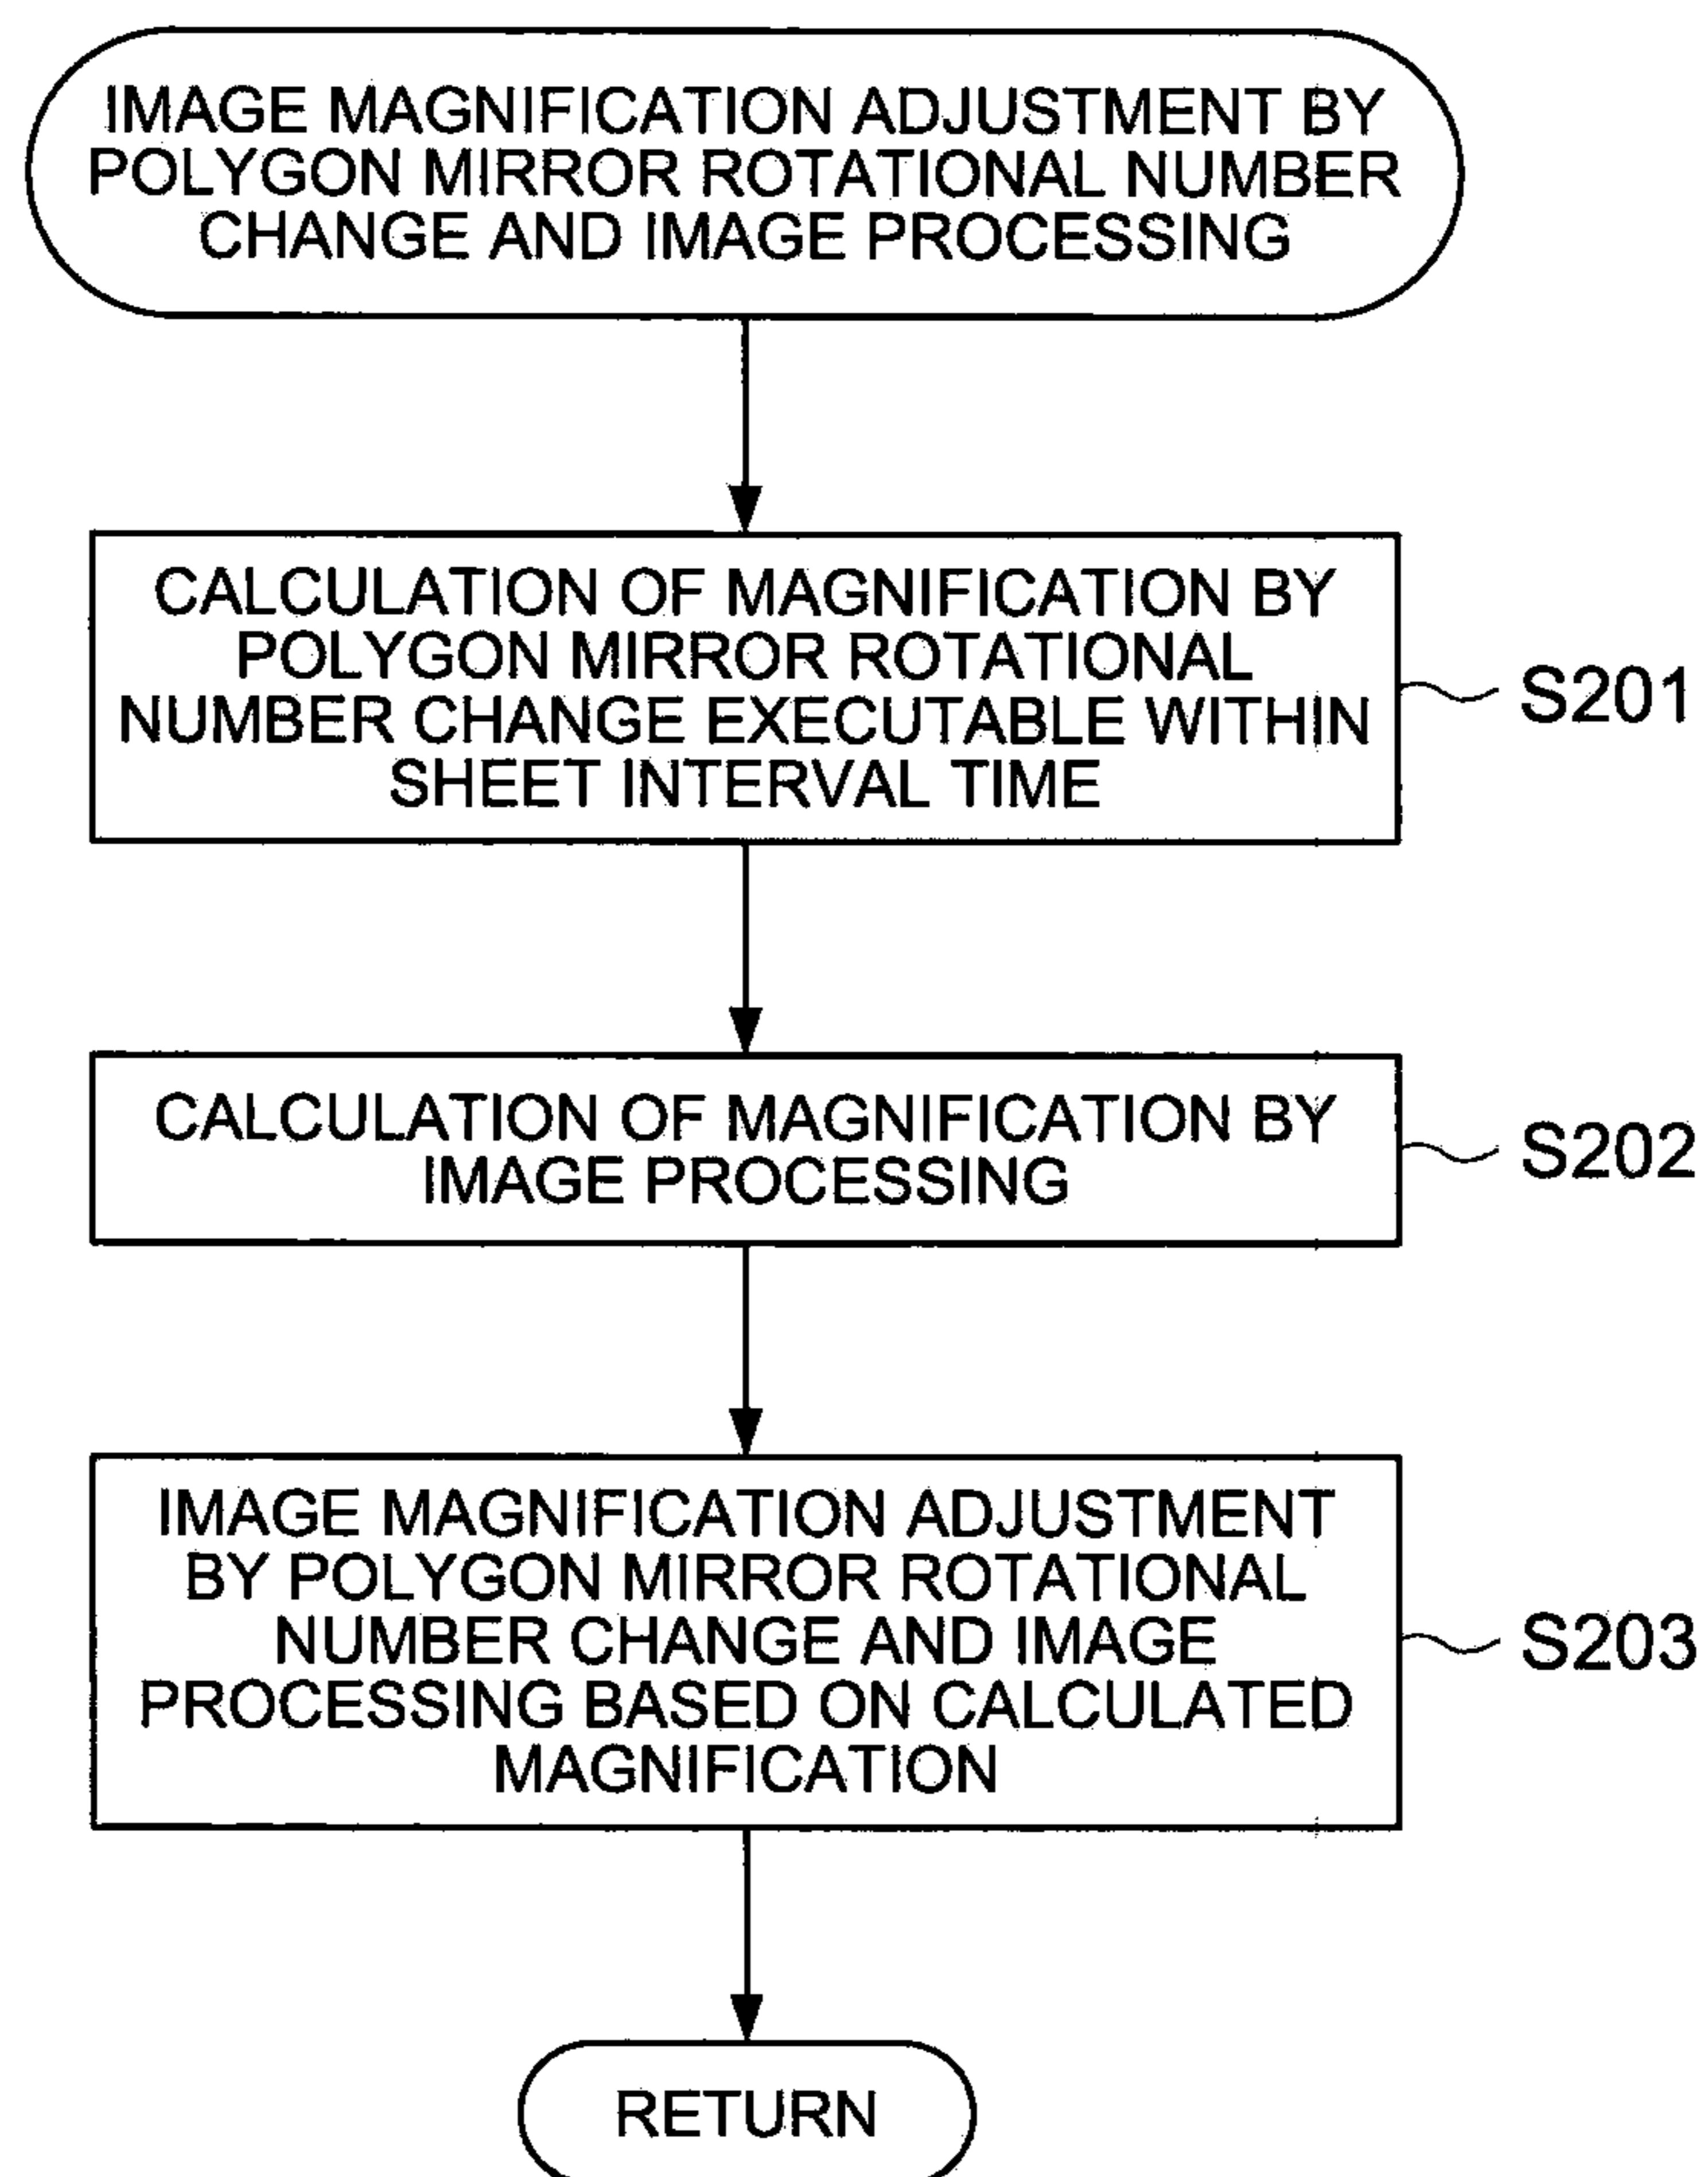 IMAGE MAGNIFICATION ADJUSTMENT BY
POLYGON MIRROR ROTATIONAL NUMBER
CHANGE AND IMAGE PROCESSING
CALCULATION OF MAGNIFICATION BY
POLYGON MIRROR ROTATIONAL
NUMBER CHANGE EXECUTABLE WITHIN
SHEET INTERVAL TIME
S201
CALCULATION OF MAGNIFICATION BY
IMAGE PROCESSING
S202
IMAGE MAGNIFICATION ADJUSTMENT
BY POLYGON MIRROR ROTATIONAL
NUMBER CHANGE AND IMAGE
PROCESSING BASED ON CALCULATED
MAGNIFICATION
S203
RETURN